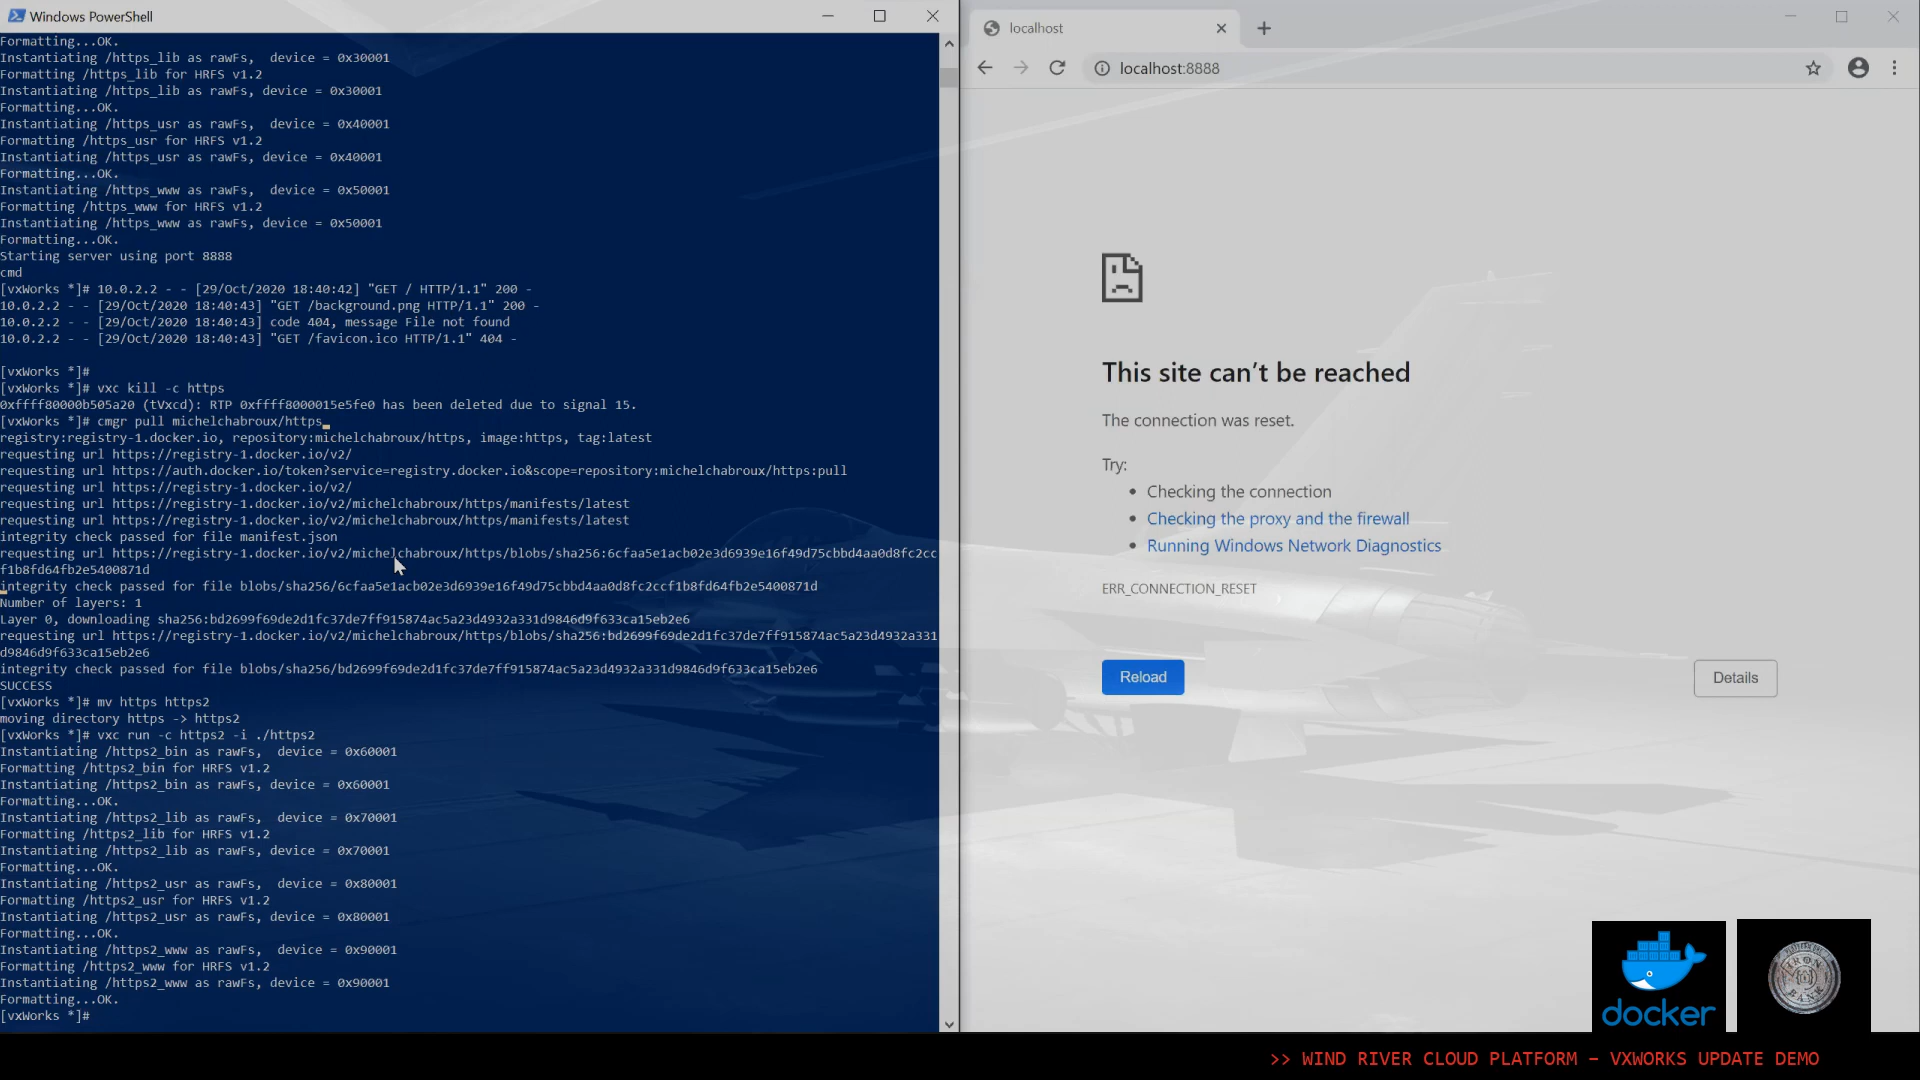 Windows PowerShell
Formatting...OK.
Instantiating /https_lib as rawFs,  device = 0x30001
Formatting /https_lib for HRFS v1.2
Instantiating /https_lib as rawFs, device = 0x30001
Formatting...OK.
Instantiating /https_usr as rawFs,  device = 0x40001
Formatting /https_usr for HRFS v1.2
Instantiating /https_usr as rawFs, device = 0x40001
Formatting...OK.
Instantiating /https_www as rawFs,  device = 0x50001
Formatting /https_www for HRFS v1.2
Instantiating /https_www as rawFs, device = 0x50001
Formatting...OK.
Starting server using port 8888
cmd
[vxWorks *]# 10.0.2.2 - - [29/Oct/2020 18:40:42] "GET / HTTP/1.1" 200 -
10.0.2.2 - - [29/Oct/2020 18:40:43] "GET /background.png HTTP/1.1" 200 -
10.0.2.2 - - [29/Oct/2020 18:40:43] code 404, message File not found
10.0.2.2 - - [29/Oct/2020 18:40:43] "GET /favicon.ico HTTP/1.1" 404 -
[vxWorks *]#
[vxWorks *]# vxc kill -c https
0xffff80000b505a20 (tVxcd): RTP 0xffff8000015e5fe0 has been deleted due to signal 15.
[vxWorks *]# cmgr pull michelchabroux/https
registry:registry-1.docker.io, repository:michelchabroux/https, image:https, tag:latest
requesting url https://registry-1.docker.io/v2/
requesting url https://auth.docker.io/token?service=registry.docker.io&scope=repository:michelchabroux/https:pull
requesting url https://registry-1.docker.io/v2/
requesting url https://registry-1.docker.io/v2/michelchabroux/https/manifests/latest
requesting url https://registry-1.docker.io/v2/michelchabroux/https/manifests/latest
integrity check passed for file manifest.json
requesting url https://registry-1.docker.io/v2/michelchabroux/https/blobs/sha256:6cfaa5e1acb02e3d6939e16f49d75cbbd4aa0d8fc2cc
f1b8fd64fb2e5400871d
integrity check passed for file blobs/sha256/6cfaa5e1acb02e3d6939e16f49d75cbbd4aa0d8fc2ccf1b8fd64fb2e5400871d
Number of layers: 1
Layer 0, downloading sha256:bd2699f69de2d1fc37de7ff915874ac5a23d4932a331d9846d9f633ca15eb2e6
requesting url https://registry-1.docker.io/v2/michelchabroux/https/blobs/sha256:bd2699f69de2d1fc37de7ff915874ac5a23d4932a331
d9846d9f633ca15eb2e6
integrity check passed for file blobs/sha256/bd2699f69de2d1fc37de7ff915874ac5a23d4932a331d9846d9f633ca15eb2e6
SUCCESS
[vxWorks *]# mv https https2
moving directory https -> https2
[vxWorks *]# vxc run -c https2 -i ./https2
Instantiating /https2_bin as rawFs,  device = 0x60001
Formatting /https2_bin for HRFS v1.2
Instantiating /https2_bin as rawFs, device = 0x60001
Formatting...OK.
Instantiating /https2_lib as rawFs,  device = 0x70001
Formatting /https2_lib for HRFS v1.2
Instantiating /https2_lib as rawFs, device = 0x70001
Formatting...OK.
Instantiating /https2_usr as rawFs,  device = 0x80001
Formatting /https2_usr for HRFS v1.2
Instantiating /https2_usr as rawFs, device = 0x80001
Formatting...OK.
Instantiating /https2_www as rawFs,  device = 0x90001
Formatting /https2_www for HRFS v1.2
Instantiating /https2_www as rawFs, device = 0x90001
Formatting...OK.
[vxWorks *]#
localhost
localhost:8888
This site can't be reached
The connection was reset.
Try:
• Checking the connection
• Checking the proxy and the firewall
• Running Windows Network Diagnostics
ERR_CONNECTION_RESET
Reload
Details
docker
IRON
BANK
>> WIND RIVER CLOUD PLATFORM – VXWORKS UPDATE DEMO